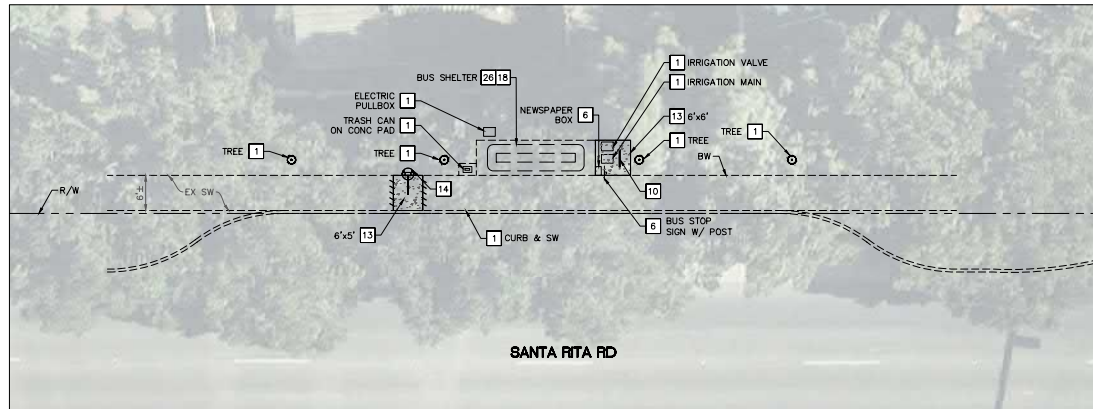 1 IRRIGATION VALVE
BUS SHELTER 26 18
1 IRRIGATION MAIN
ELECTRIC
PULLBOX 1
NEWSPAPER
BOX 6
13 6'x6'
TRASH CAN
ON CONC PAD 1
TREE 1
TREE 1
TREE 1
1 TREE
BW
R/W
6'±
EX SW
14
10
6'x5' 13
1 CURB & SW
6 BUS STOP
SIGN W/ POST
SANTA RITA RD